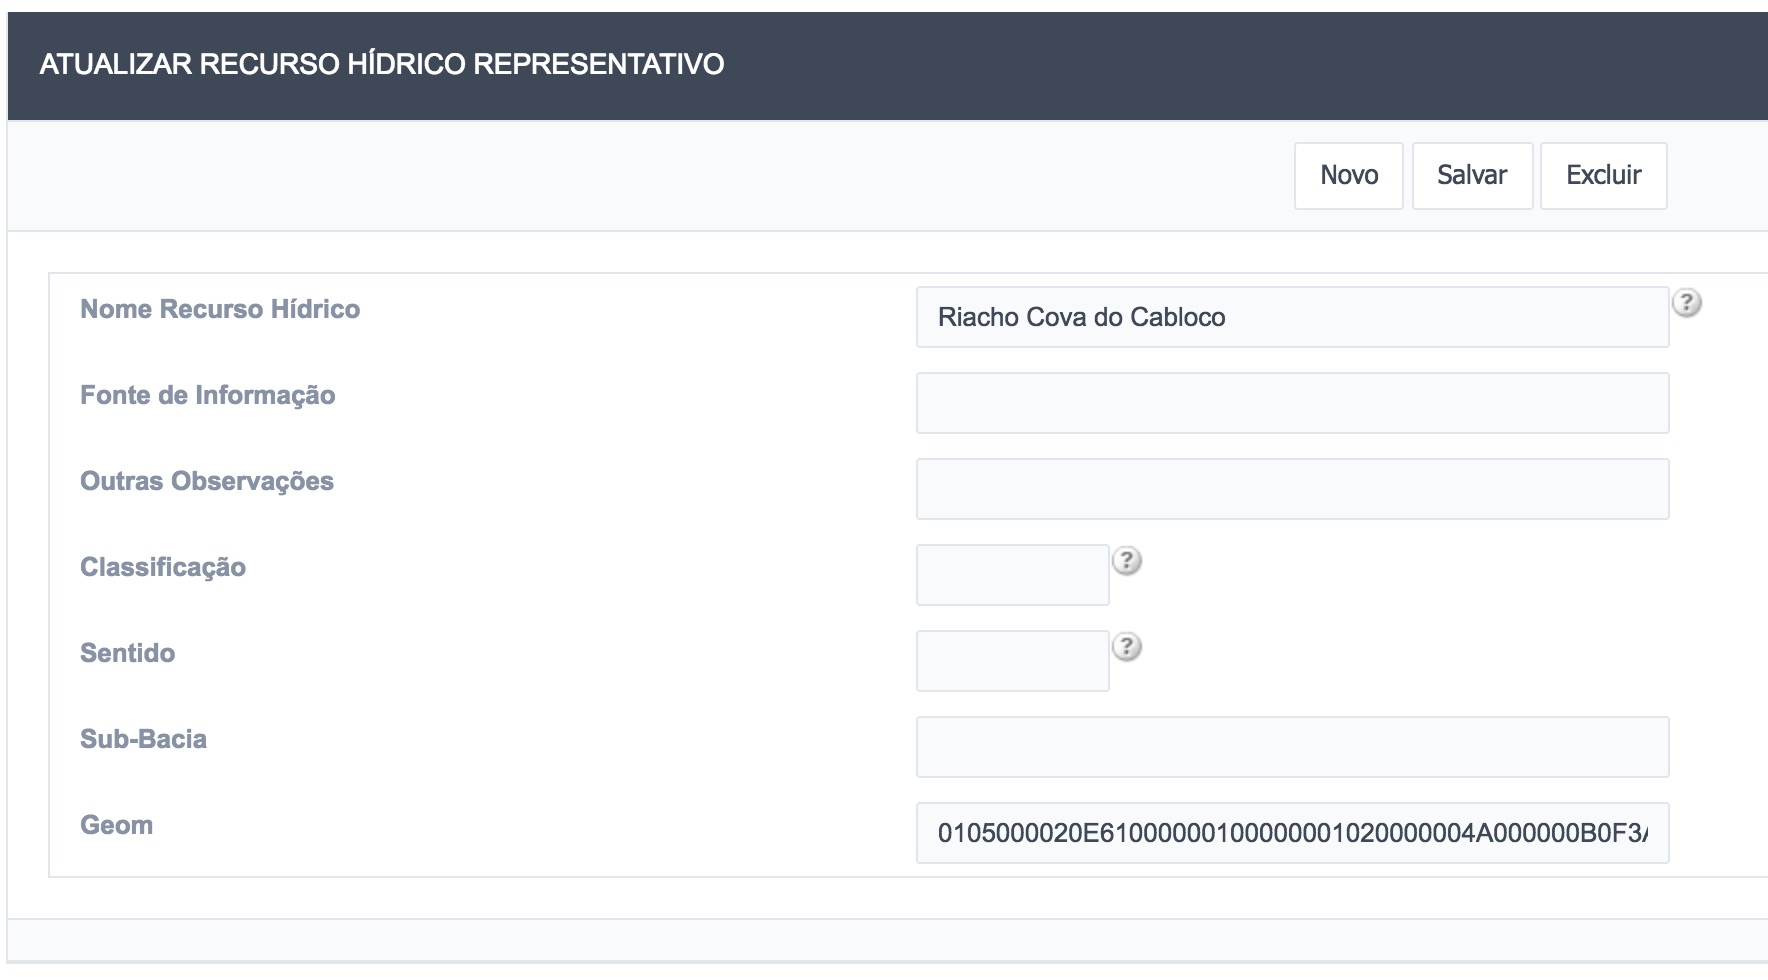 ATUALIZAR RECURSO HÍDRICO REPRESENTATIVO
Novo Salvar Excluir
Nome Recurso Hídrico Riacho Cova do Cabloco ?
Fonte de Informação
Outras Observações
Classificação ?
Sentido ?
Sub-Bacia
Geom 0105000020E61000000100000001020000004A000000B0F3